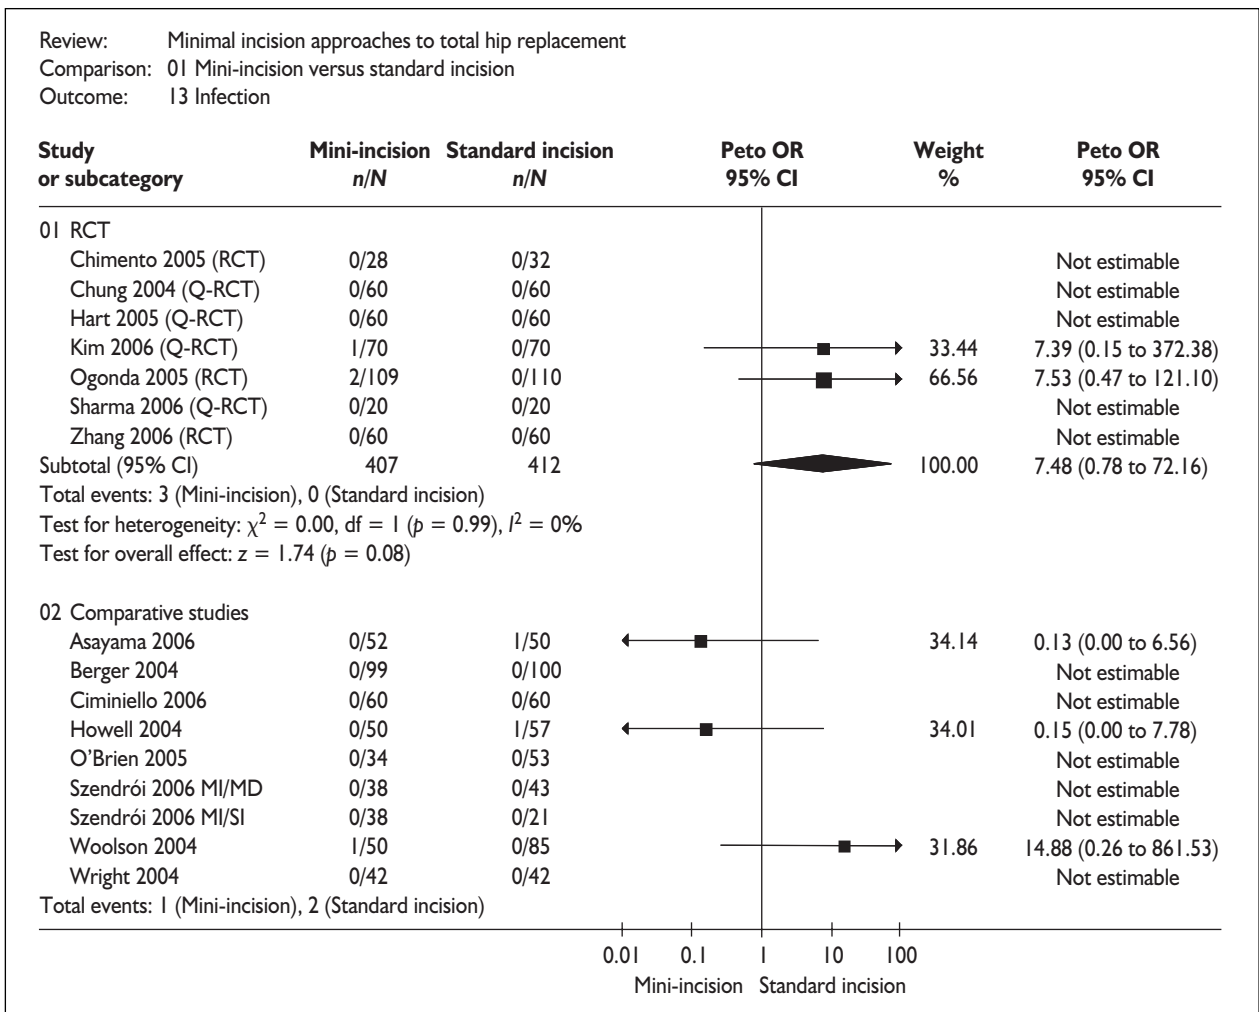 Review: Minimal incision approaches to total hip replacement
Comparison: 01 Mini-incision versus standard incision
Outcome: 13 Infection
Study Mini-incision Standard incision Peto OR Weight Peto OR
or subcategory n/N n/N 95% CI % 95% CI
01 RCT
Chimento 2005 (RCT) 0/28 0/32 Not estimable
Chung 2004 (Q-RCT) 0/60 0/60 Not estimable
Hart 2005 (Q-RCT) 0/60 0/60 Not estimable
Kim 2006 (Q-RCT) 1/70 0/70 33.44 7.39 (0.15 to 372.38)
Ogonda 2005 (RCT) 2/109 0/110 66.56 7.53 (0.47 to 121.10)
Sharma 2006 (Q-RCT) 0/20 0/20 Not estimable
Zhang 2006 (RCT) 0/60 0/60 Not estimable
Subtotal (95% CI) 407 412 100.00 7.48 (0.78 to 72.16)
Total events: 3 (Mini-incision), 0 (Standard incision)
Test for heterogeneity: χ² = 0.00, df = 1 (p = 0.99), I² = 0%
Test for overall effect: z = 1.74 (p = 0.08)
02 Comparative studies
Asayama 2006 0/52 1/50 34.14 0.13 (0.00 to 6.56)
Berger 2004 0/99 0/100 Not estimable
Ciminiello 2006 0/60 0/60 Not estimable
Howell 2004 0/50 1/57 34.01 0.15 (0.00 to 7.78)
O'Brien 2005 0/34 0/53 Not estimable
Szendrói 2006 MI/MD 0/38 0/43 Not estimable
Szendrói 2006 MI/SI 0/38 0/21 Not estimable
Woolson 2004 1/50 0/85 31.86 14.88 (0.26 to 861.53)
Wright 2004 0/42 0/42 Not estimable
Total events: 1 (Mini-incision), 2 (Standard incision)
0.01 0.1 1 10 100
Mini-incision Standard incision